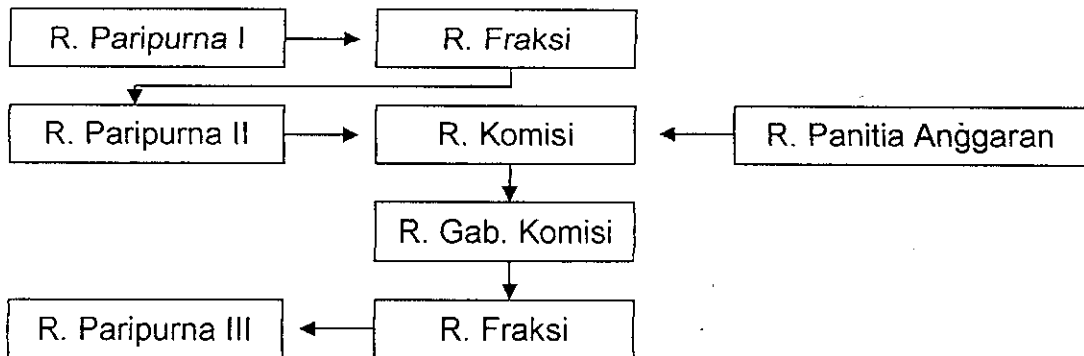 R. Paripurna I
R. Fraksi
R. Paripurna II
R. Komisi
R. Panitia Anggaran
R. Gab. Komisi
R. Paripurna III
R. Fraksi